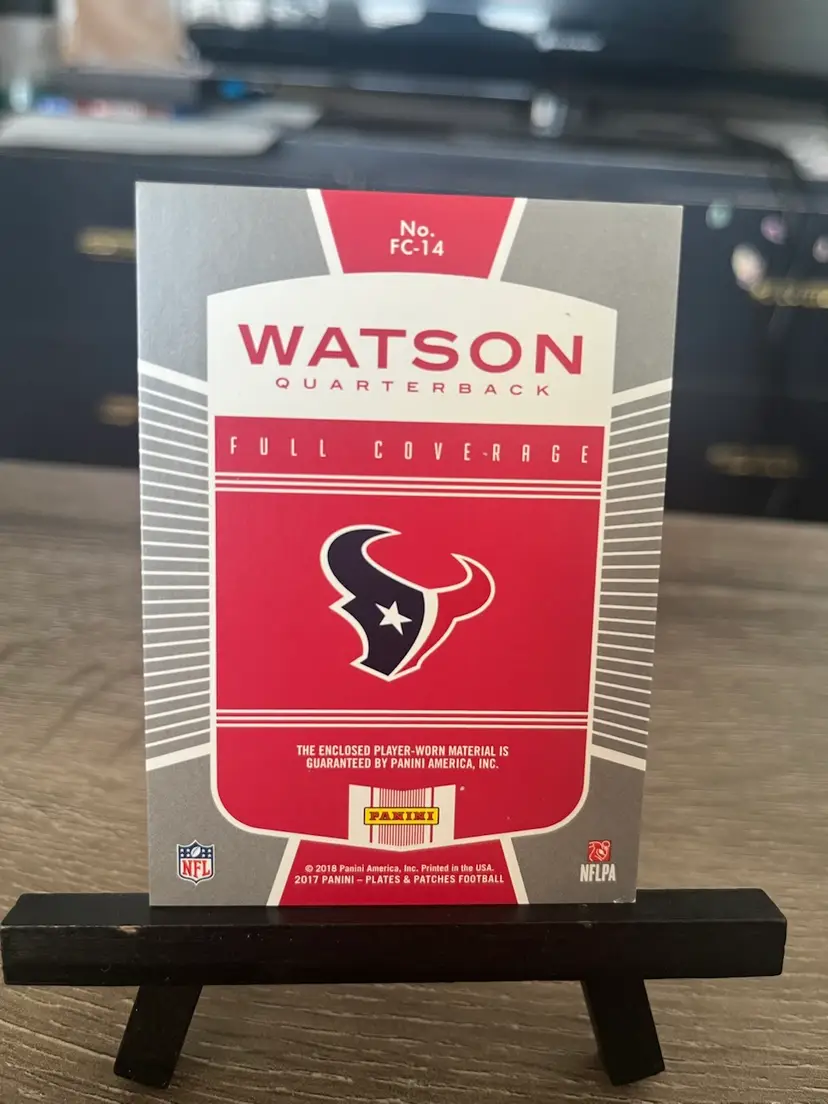 No.
FC-14
WATSON
QUARTERBACK
FULL COVERAGE
THE ENCLOSED PLAYER-WORN MATERIAL IS
GUARANTEED BY PANINI AMERICA, INC.
PANINI
NFL
© 2018 Panini America, Inc. Printed in the USA.
2017 PANINI – PLATES & PATCHES FOOTBALL
NFLPA